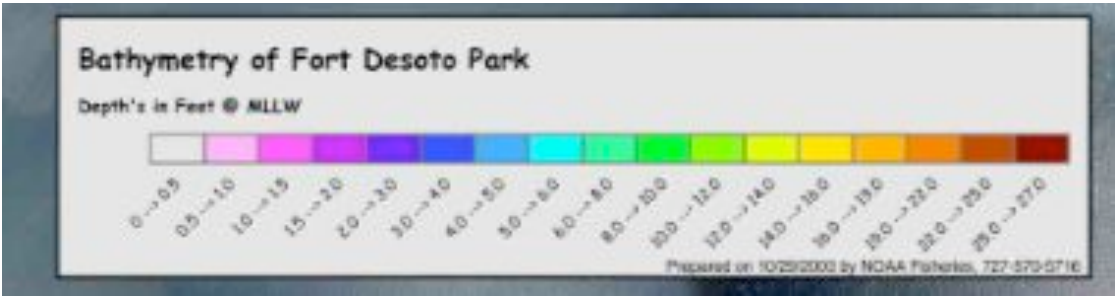 Bathymetry of Fort Desoto Park
Depth's in Feet @ MLLW
0 --> 0.5
0.5 --> 1.0
1.0 --> 1.5
1.5 --> 2.0
2.0 --> 3.0
3.0 --> 4.0
4.0 --> 5.0
5.0 --> 6.0
6.0 --> 8.0
8.0 --> 10.0
10.0 --> 12.0
12.0 --> 14.0
14.0 --> 16.0
16.0 --> 19.0
19.0 --> 22.0
22.0 --> 25.0
25.0 --> 27.0
Prepared on by NOAA Fisheries, 727-570-5716